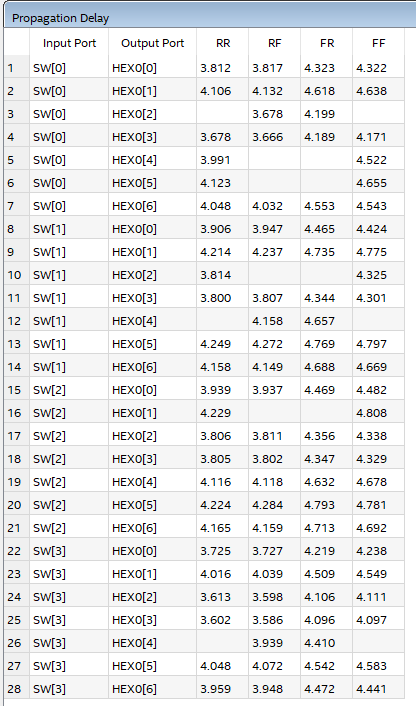 Propagation Delay
Input Port Output Port RR RF FR FF
1 SW[0] HEX0[0] 3.812 3.817 4.323 4.322
2 SW[0] HEX0[1] 4.106 4.132 4.618 4.638
3 SW[0] HEX0[2] 3.678 4.199
4 SW[0] HEX0[3] 3.678 3.666 4.189 4.171
5 SW[0] HEX0[4] 3.991 4.522
6 SW[0] HEX0[5] 4.123 4.655
7 SW[0] HEX0[6] 4.048 4.032 4.553 4.543
8 SW[1] HEX0[0] 3.906 3.947 4.465 4.424
9 SW[1] HEX0[1] 4.214 4.237 4.735 4.775
10 SW[1] HEX0[2] 3.814 4.325
11 SW[1] HEX0[3] 3.800 3.807 4.344 4.301
12 SW[1] HEX0[4] 4.158 4.657
13 SW[1] HEX0[5] 4.249 4.272 4.769 4.797
14 SW[1] HEX0[6] 4.158 4.149 4.688 4.669
15 SW[2] HEX0[0] 3.939 3.937 4.469 4.482
16 SW[2] HEX0[1] 4.229 4.808
17 SW[2] HEX0[2] 3.806 3.811 4.356 4.338
18 SW[2] HEX0[3] 3.805 3.802 4.347 4.329
19 SW[2] HEX0[4] 4.116 4.118 4.632 4.678
20 SW[2] HEX0[5] 4.224 4.284 4.793 4.781
21 SW[2] HEX0[6] 4.165 4.159 4.713 4.692
22 SW[3] HEX0[0] 3.725 3.727 4.219 4.238
23 SW[3] HEX0[1] 4.016 4.039 4.509 4.549
24 SW[3] HEX0[2] 3.613 3.598 4.106 4.111
25 SW[3] HEX0[3] 3.602 3.586 4.096 4.097
26 SW[3] HEX0[4] 3.939 4.410
27 SW[3] HEX0[5] 4.048 4.072 4.542 4.583
28 SW[3] HEX0[6] 3.959 3.948 4.472 4.441